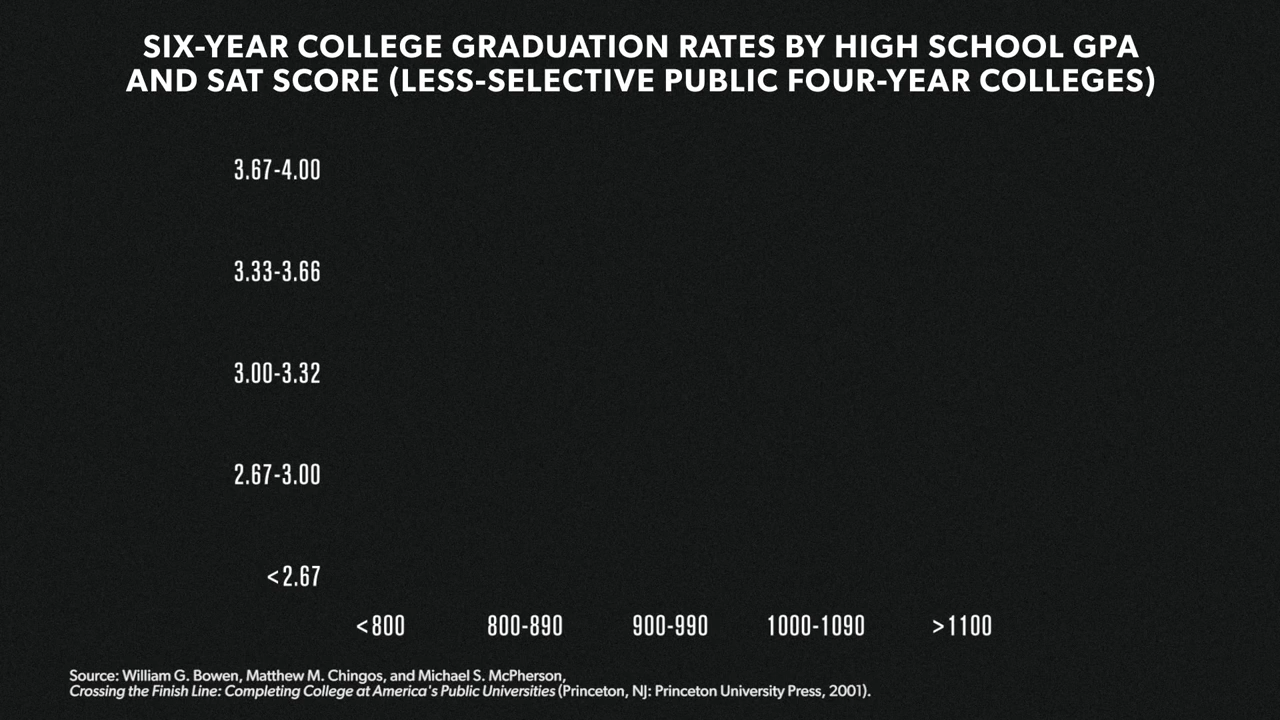 SIX-YEAR COLLEGE GRADUATION RATES BY HIGH SCHOOL GPA
AND SAT SCORE (LESS-SELECTIVE PUBLIC FOUR-YEAR COLLEGES)
3.67-4.00
3.33-3.66
3.00-3.32
2.67-3.00
<2.67
<800 800-890 900-990 1000-1090 >1100
Source: William G. Bowen, Matthew M. Chingos, and Michael S. McPherson,
Crossing the Finish Line: Completing College at America's Public Universities (Princeton, NJ: Princeton University Press, 2001).